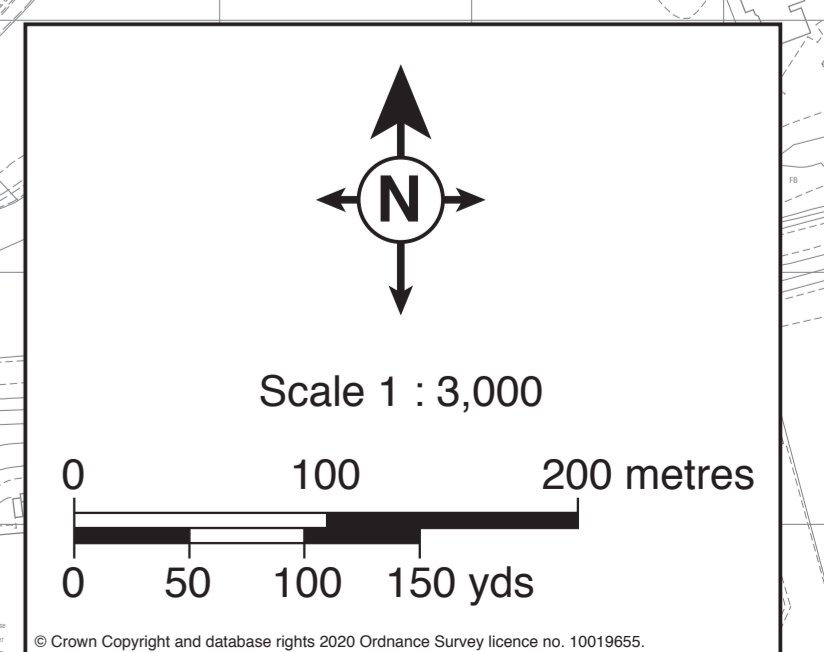 FB
N
Scale 1 : 3,000
0 100 200 metres
0 50 100 150 yds
© Crown Copyright and database rights 2020 Ordnance Survey licence no. 10019655.